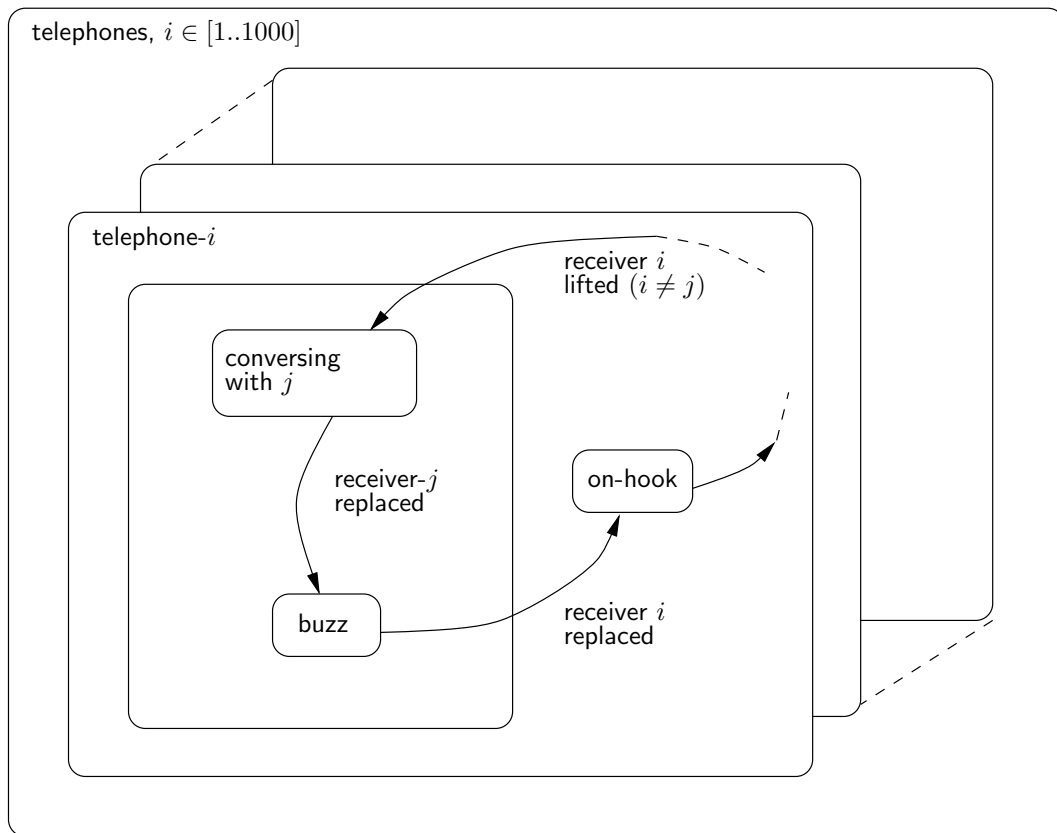 telephones, i ∈ [1..1000]
telephone-i
receiver i
lifted (i ≠ j)
conversing
with j
receiver-j
replaced
on-hook
buzz
receiver i
replaced